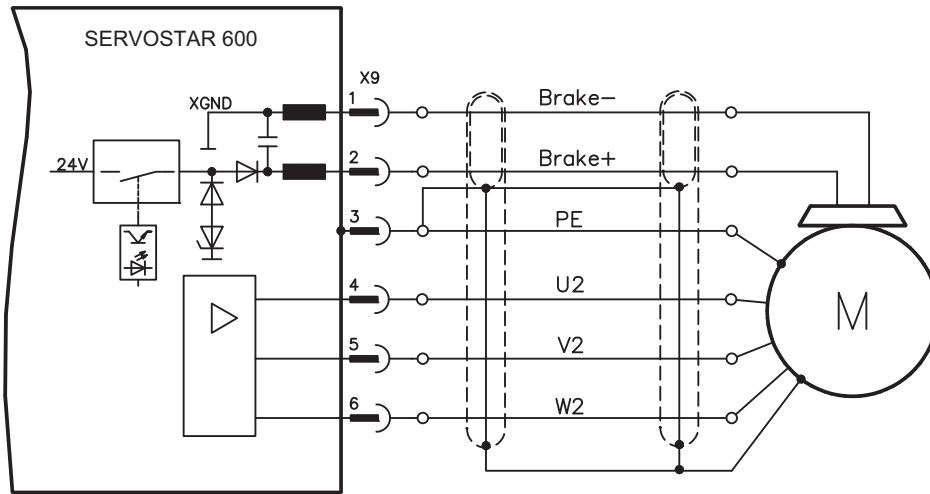 SERVOSTAR 600
X9
XGND
1
Brake–
24V
2
Brake+
3
PE
4
U2
M
5
V2
6
W2